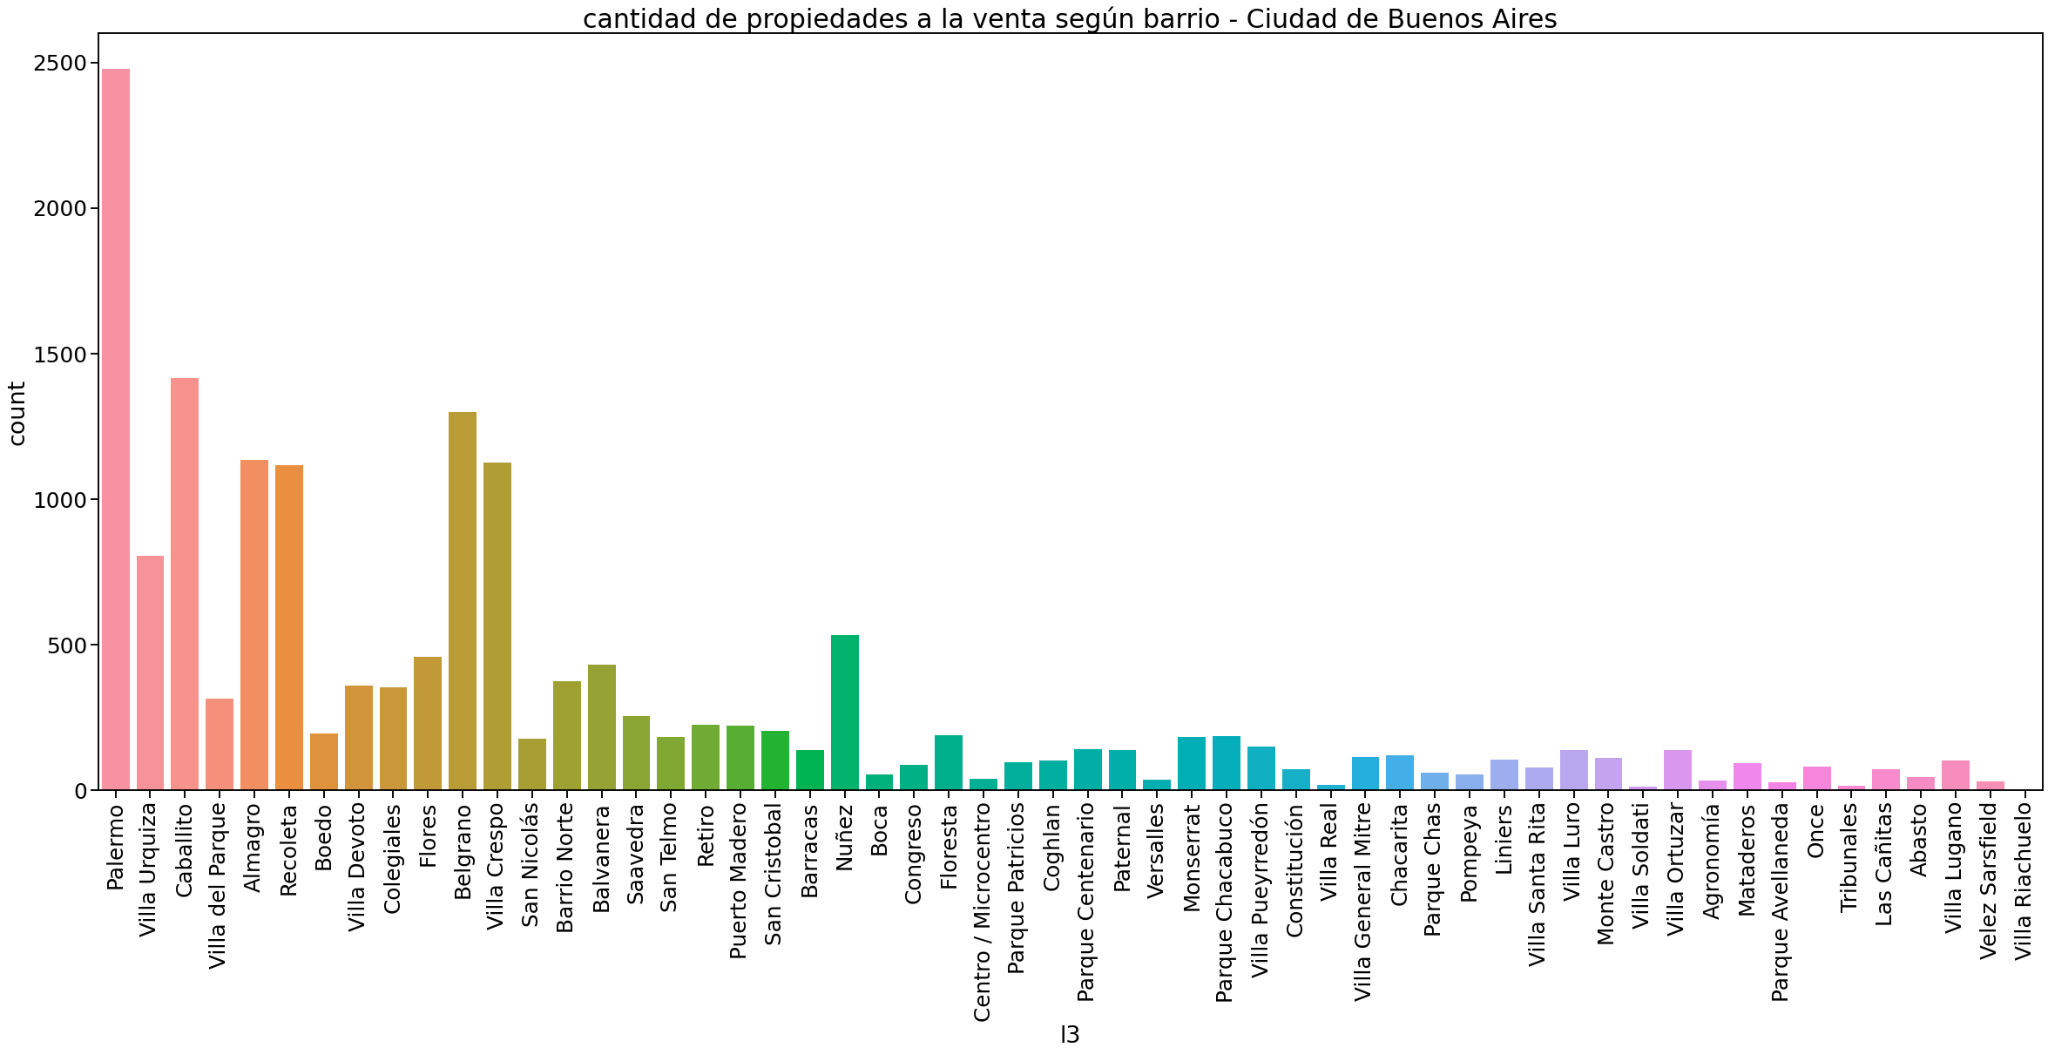 cantidad de propiedades a la venta según barrio - Ciudad de Buenos Aires
count
2500
2000
1500
1000
500
0
Palermo
Villa Urquiza
Caballito
Villa del Parque
Almagro
Recoleta
Boedo
Villa Devoto
Colegiales
Flores
Belgrano
Villa Crespo
San Nicolás
Barrio Norte
Balvanera
Saavedra
San Telmo
Retiro
Puerto Madero
San Cristobal
Barracas
Nuñez
Boca
Congreso
Floresta
Centro / Microcentro
Parque Patricios
Coghlan
Parque Centenario
Paternal
Versalles
Monserrat
Parque Chacabuco
Villa Pueyrredón
Constitución
Villa Real
Villa General Mitre
Chacarita
Parque Chas
Pompeya
Liniers
Villa Santa Rita
Villa Luro
Monte Castro
Villa Soldati
Villa Ortuzar
Agronomía
Mataderos
Parque Avellaneda
Once
Tribunales
Las Cañitas
Abasto
Villa Lugano
Velez Sarsfield
Villa Riachuelo
l3